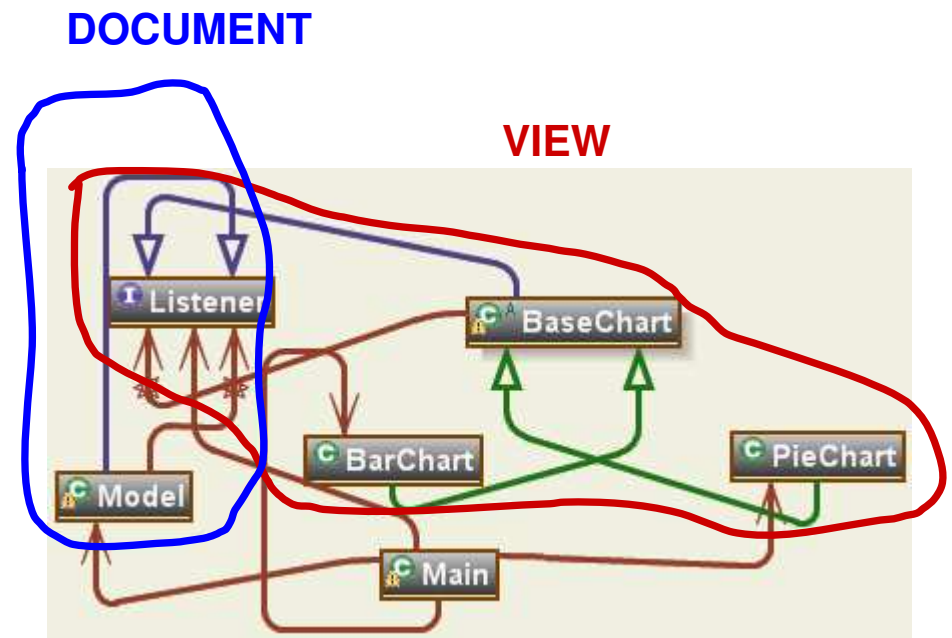 DOCUMENT
VIEW
I Listener
C A BaseChart
C BarChart
C PieChart
C Model
C Main